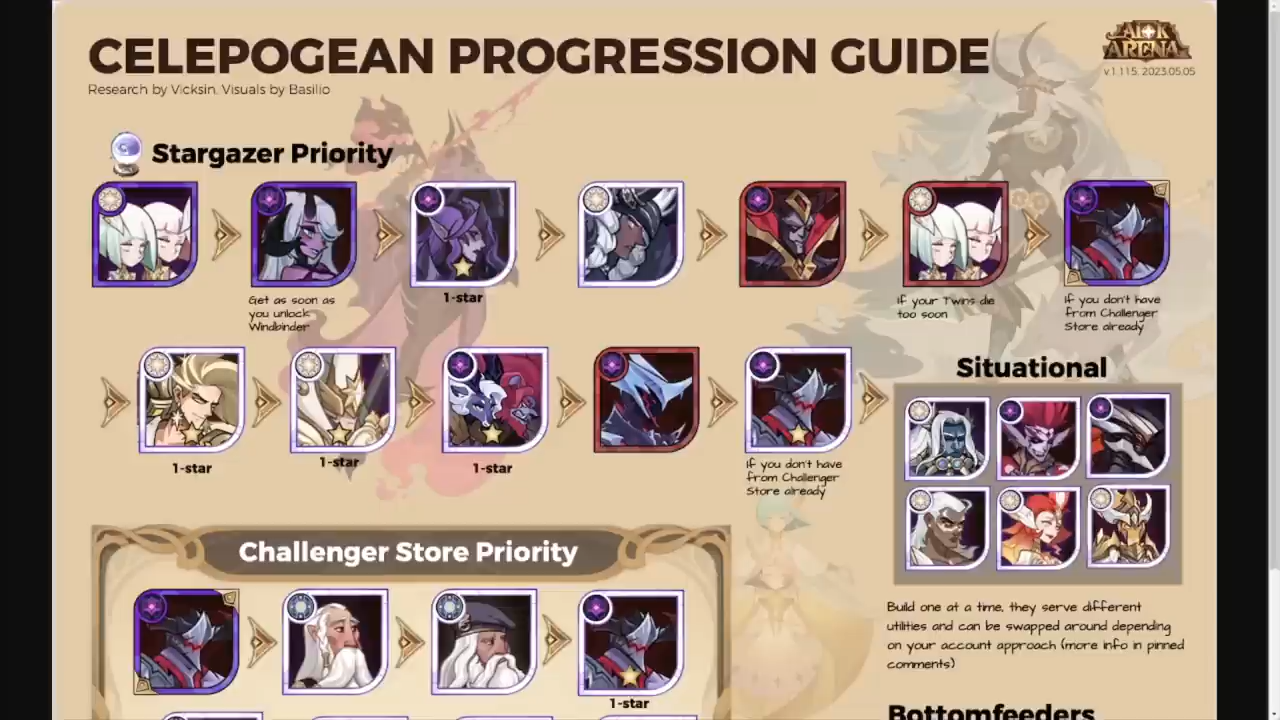 CELEPOGEAN PROGRESSION GUIDE
Research by Vicksin. Visuals by Basilio
AFK
ARENA
v.1.115. 2023.05.05
Stargazer Priority
Get as soon as
you unlock
Windbinder
1-star
If your Twins die
too soon
If you don't have
from Challenger
Store already
1-star
1-star
1-star
If you don't have
from Challenger
Store already
Situational
Build one at a time, they serve different
utilities and can be swapped around depending
on your account approach (more info in pinned
comments)
Challenger Store Priority
1-star
Bottomfeeders